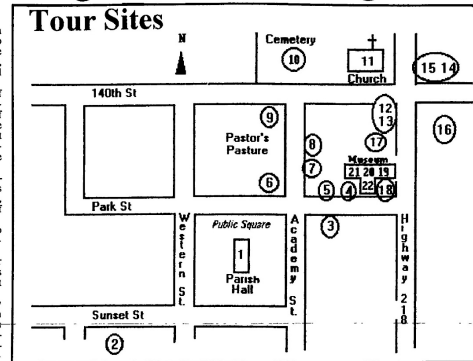 Tour Sites
N
Cemetery
10
11
Church
15 14
140th St
9
12
13
16
Pastor's
Pasture
8
17
7
Museum
21 20 19
6
5
4
22
18
Park St
Western St.
Public Square
Academy St.
3
Highway 218
1
Parish
Hall
Sunset St
2